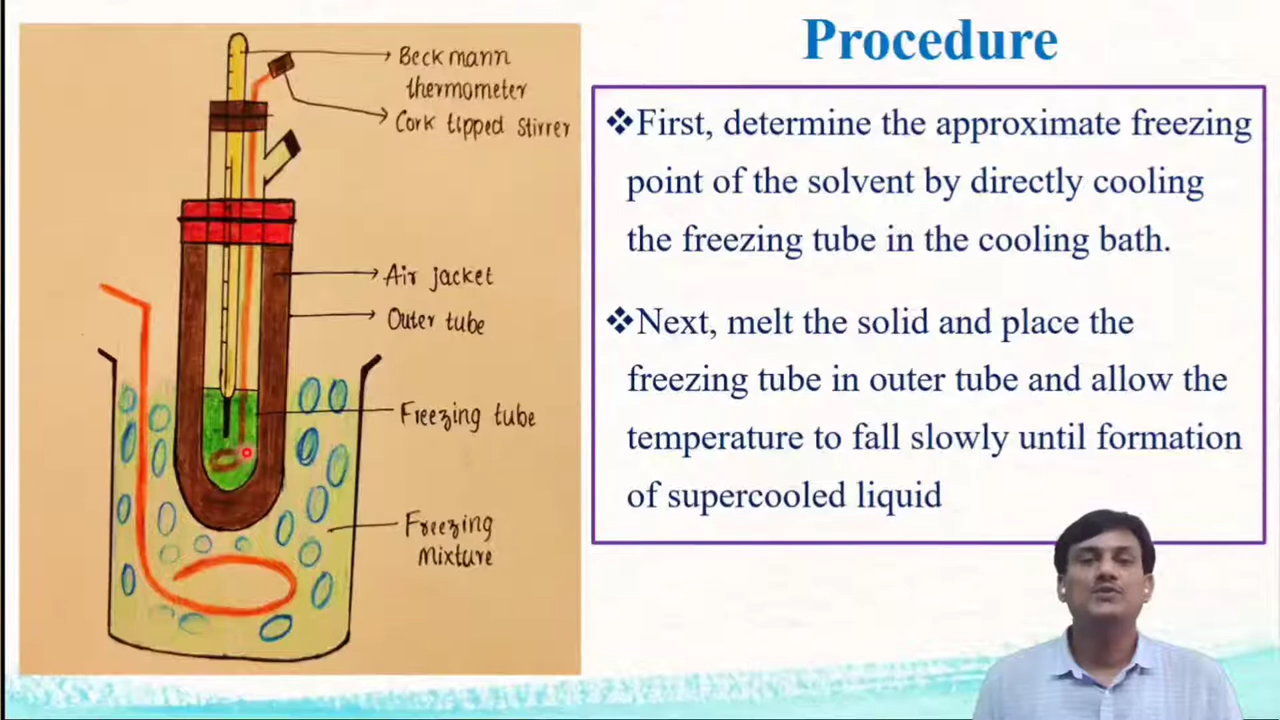 Procedure
Beckmann
thermometer
Cork tipped stirrer
Air jacket
Outer tube
Freezing tube
Freezing
Mixture
❖First, determine the approximate freezing
point of the solvent by directly cooling
the freezing tube in the cooling bath.
❖Next, melt the solid and place the
freezing tube in outer tube and allow the
temperature to fall slowly until formation
of supercooled liquid